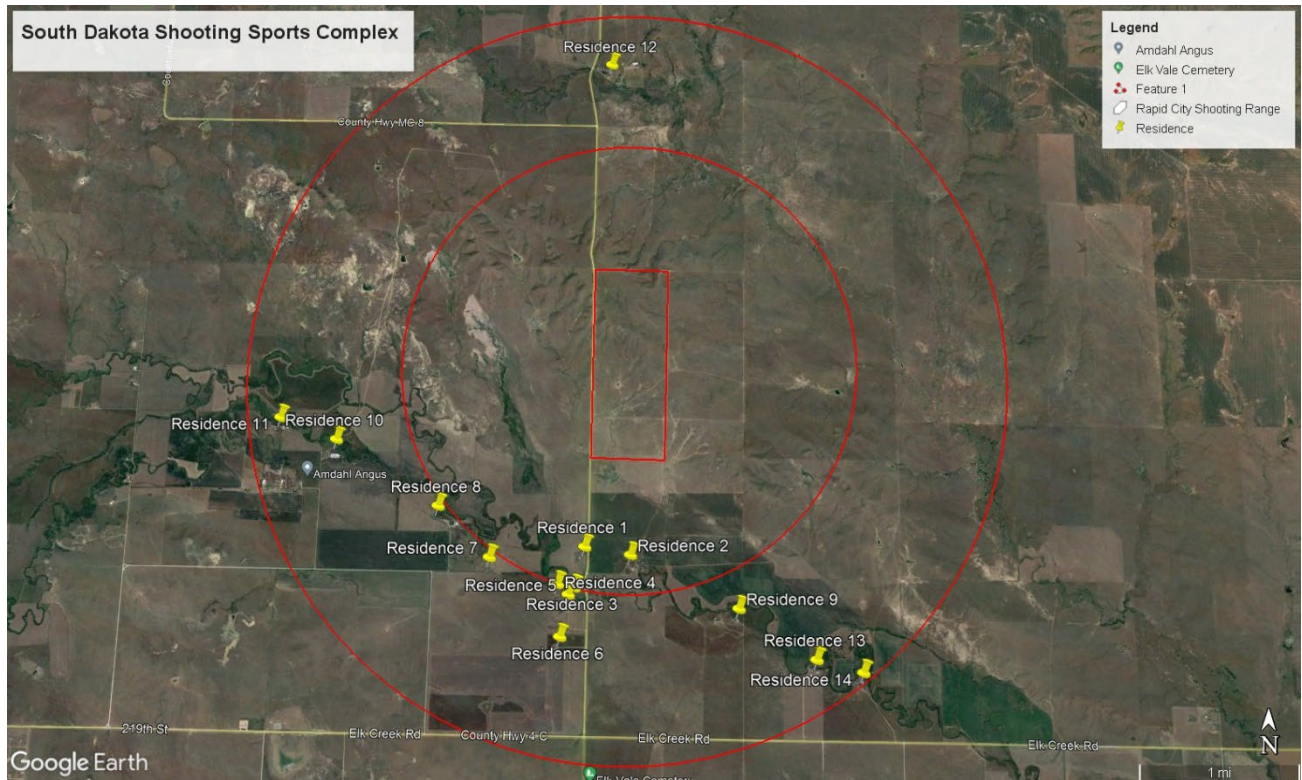 South Dakota Shooting Sports Complex
Legend
Amdahl Angus
Elk Vale Cemetery
Feature 1
Rapid City Shooting Range
Residence
Residence 12
County Hwy MC 8
Residence 11
Residence 10
Amdahl Angus
Residence 8
Residence 1
Residence 7
Residence 2
Residence 5
Residence 4
Residence 3
Residence 9
Residence 6
Residence 13
Residence 14
219th St
Elk Creek Rd
County Hwy 4 C
Elk Creek Rd
Elk Creek Rd
N
Google Earth
Elk Vale Cemetery
1 mi